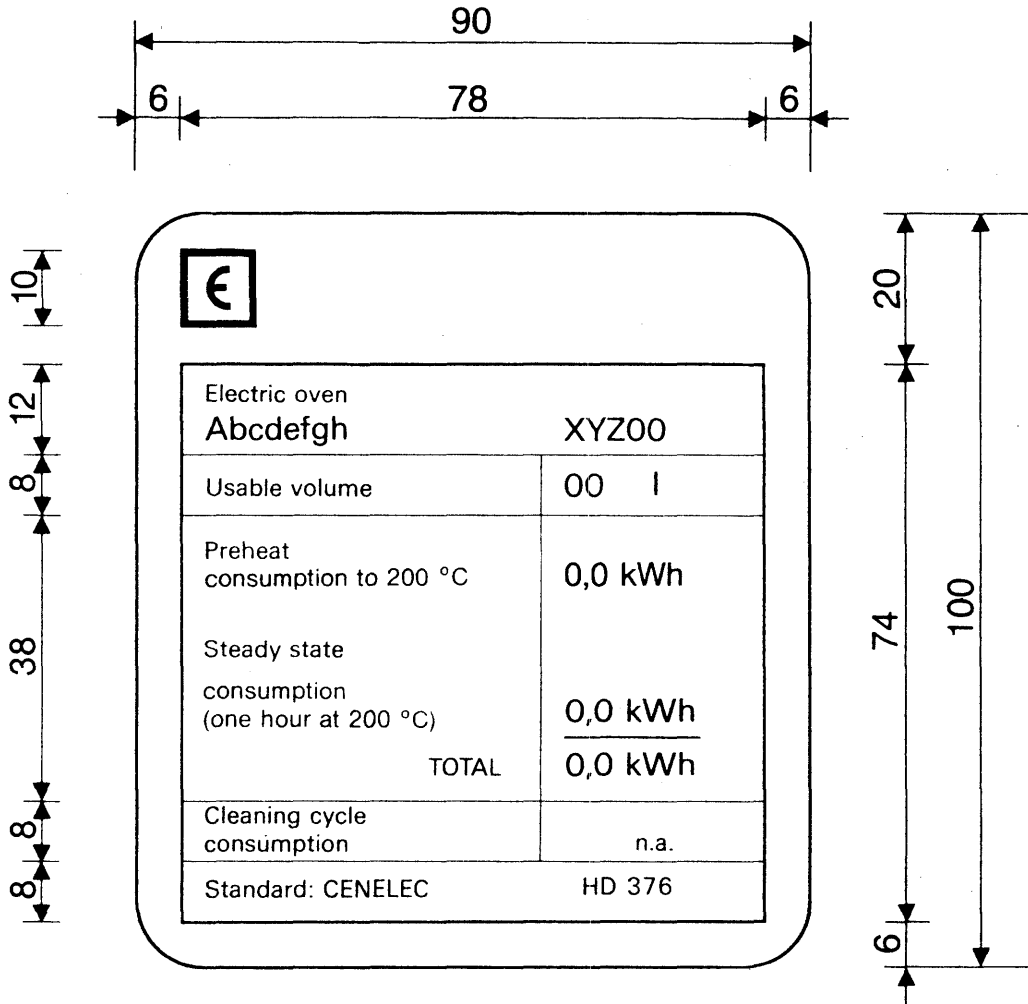 90
6 78 6
10
20
Є
12
Electric oven
Abcdefgh XYZ00
8
Usable volume 00 l
Preheat
consumption to 200 °C 0,0 kWh
38
74
100
Steady state
consumption
(one hour at 200 °C) 0,0 kWh
TOTAL 0,0 kWh
8
Cleaning cycle
consumption n.a.
8
Standard: CENELEC HD 376
6